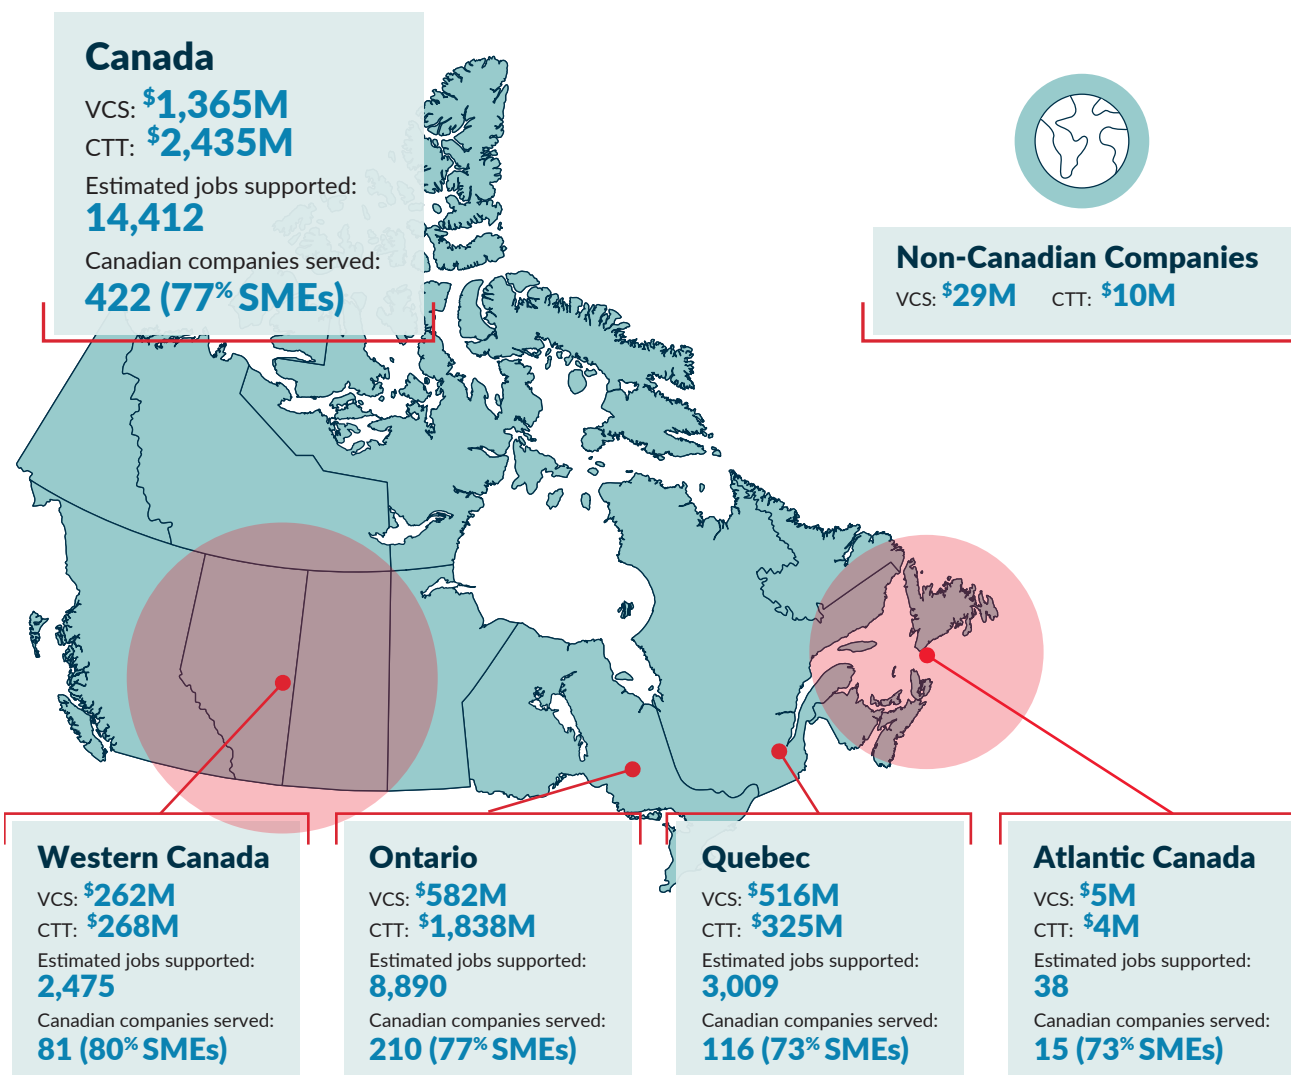 Canada
VCS: $1,365M
CTT: $2,435M
Estimated jobs supported:
14,412
Canadian companies served:
422 (77% SMEs)
Non-Canadian Companies
VCS: $29M CTT: $10M
Western Canada
VCS: $262M
CTT: $268M
Estimated jobs supported:
2,475
Canadian companies served:
81 (80% SMEs)
Ontario
VCS: $582M
CTT: $1,838M
Estimated jobs supported:
8,890
Canadian companies served:
210 (77% SMEs)
Quebec
VCS: $516M
CTT: $325M
Estimated jobs supported:
3,009
Canadian companies served:
116 (73% SMEs)
Atlantic Canada
VCS: $5M
CTT: $4M
Estimated jobs supported:
38
Canadian companies served:
15 (73% SMEs)